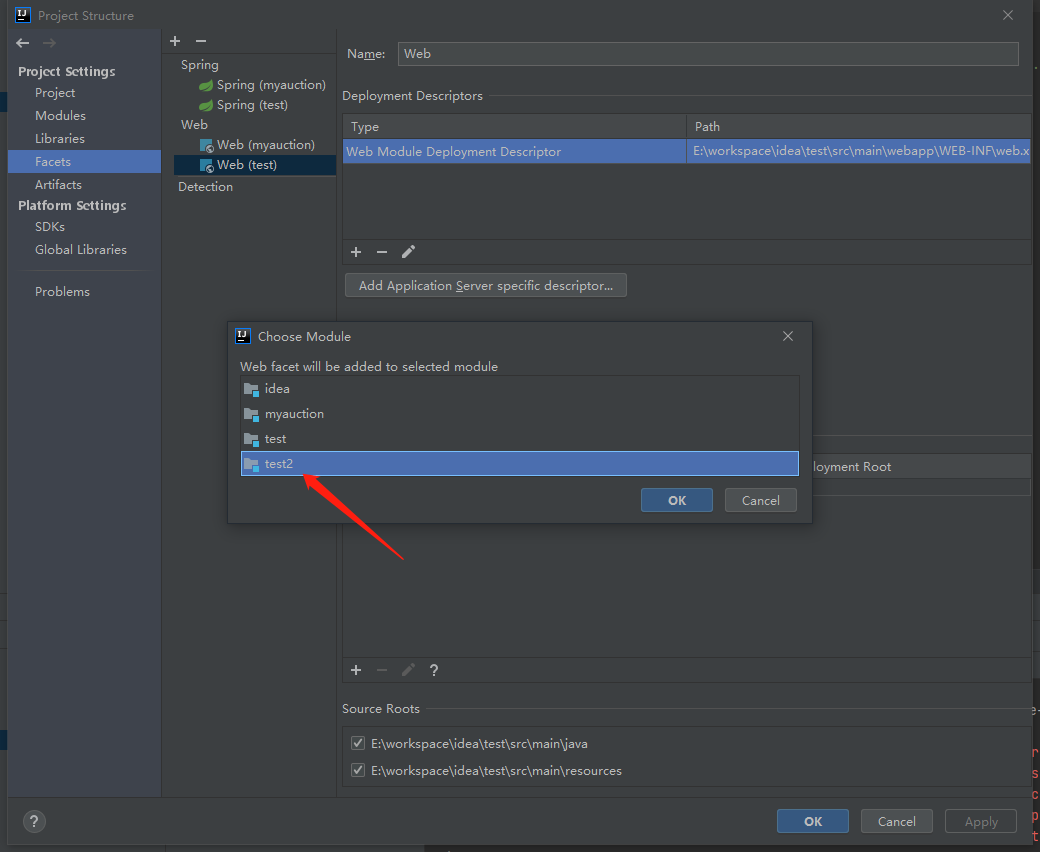 Project Structure
Project Settings
Project
Modules
Libraries
Facets
Artifacts
Platform Settings
SDKs
Global Libraries
Problems
Spring
Spring (myauction)
Spring (test)
Web
Web (myauction)
Web (test)
Detection
Name: Web
Deployment Descriptors
Type Path
Web Module Deployment Descriptor E:\workspace\idea\test\src\main\webapp\WEB-INF\web.x
Add Application Server specific descriptor...
Choose Module
Web facet will be added to selected module
idea
myauction
test
test2
OK Cancel
loyment Root
?
Source Roots
E:\workspace\idea\test\src\main\java
E:\workspace\idea\test\src\main\resources
? OK Cancel Apply